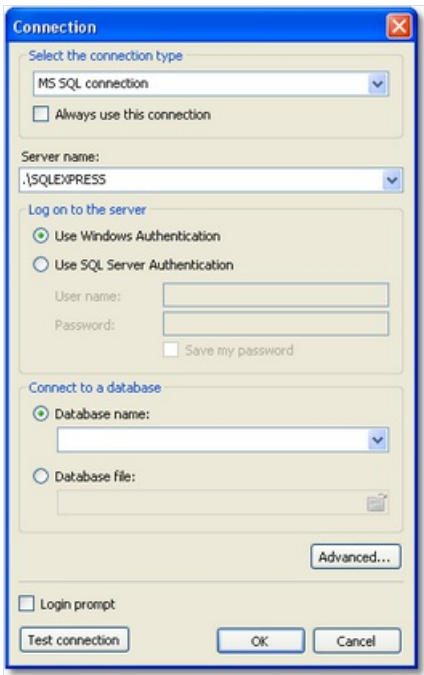 Connection
Select the connection type
MS SQL connection
Always use this connection
Server name:
.\SQLEXPRESS
Log on to the server
Use Windows Authentication
Use SQL Server Authentication
User name:
Password:
Save my password
Connect to a database
Database name:
Database file:
Advanced...
Login prompt
Test connection OK Cancel